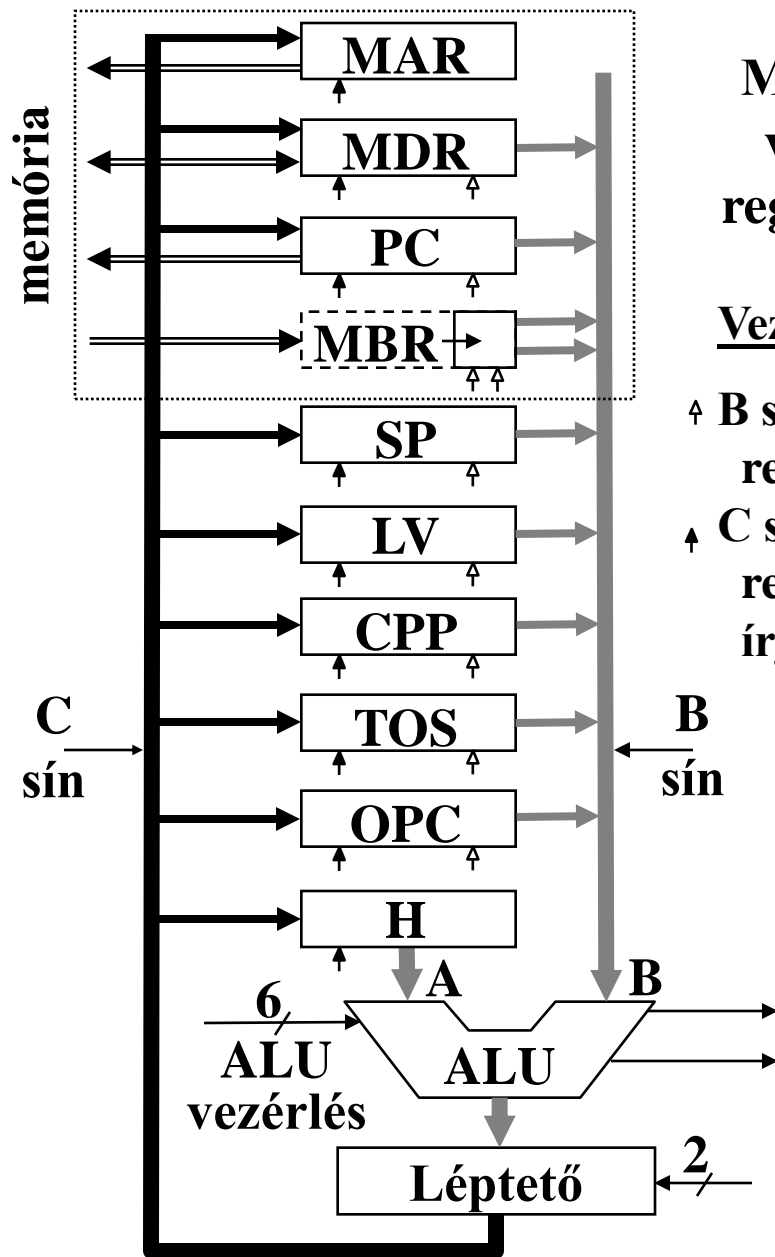 memória
MAR
MDR
PC
MBR
SP
LV
CPP
TOS
OPC
H
C
sín
B
sín
A
B
6
ALU
vezérlés
ALU
Léptető
2
B
C